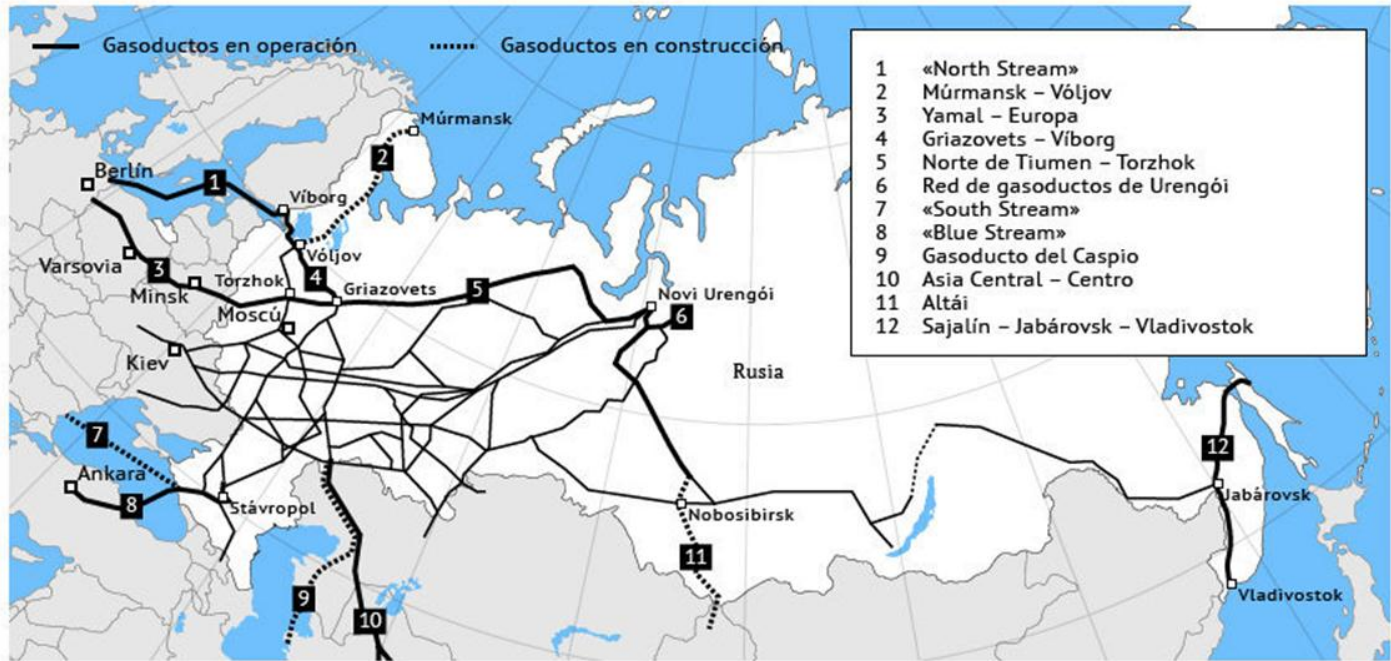 Gasoductos en operación
Gasoductos en construcción
1 «North Stream»
2 Múrmansk – Vóljov
3 Yamal – Europa
4 Griazovets – Víborg
5 Norte de Tiumen – Torzhok
6 Red de gasoductos de Urengói
7 «South Stream»
8 «Blue Stream»
9 Gasoducto del Caspio
10 Asia Central – Centro
11 Altái
12 Sajalín – Jabárovsk – Vladivostok
Múrmansk
2
Berlín
1
Víborg
Vóljov
Varsovia
3
Minsk
Torzhok
4
Griazovets
5
Novi Urengói
6
Moscú
Kiev
Rusia
7
Ankara
8
Stávropol
Nobosibirsk
12
Jabárovsk
11
9
10
Vladivostok